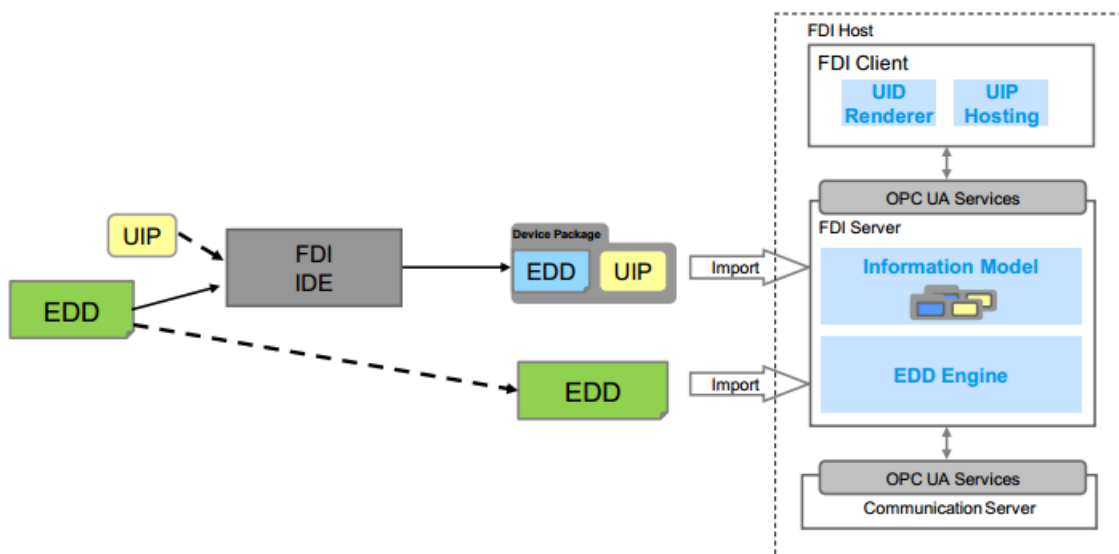 FDI Host
FDI Client
UID
Renderer
UIP
Hosting
OPC UA Services
FDI Server
Information Model
EDD Engine
OPC UA Services
Communication Server
UIP
EDD
FDI
IDE
Device Package
EDD
UIP
Import
EDD
Import